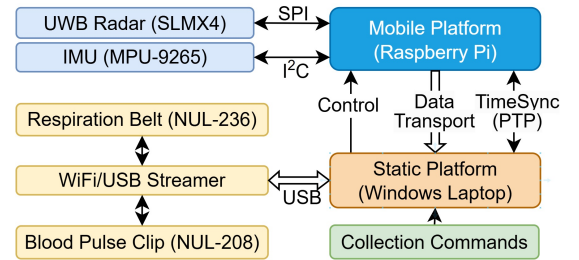 UWB Radar (SLMX4)
SPI
Mobile Platform
(Raspberry Pi)
IMU (MPU-9265)
I²C
Control
Data
Transport
TimeSync
(PTP)
Respiration Belt (NUL-236)
WiFi/USB Streamer
USB
Static Platform
(Windows Laptop)
Blood Pulse Clip (NUL-208)
Collection Commands